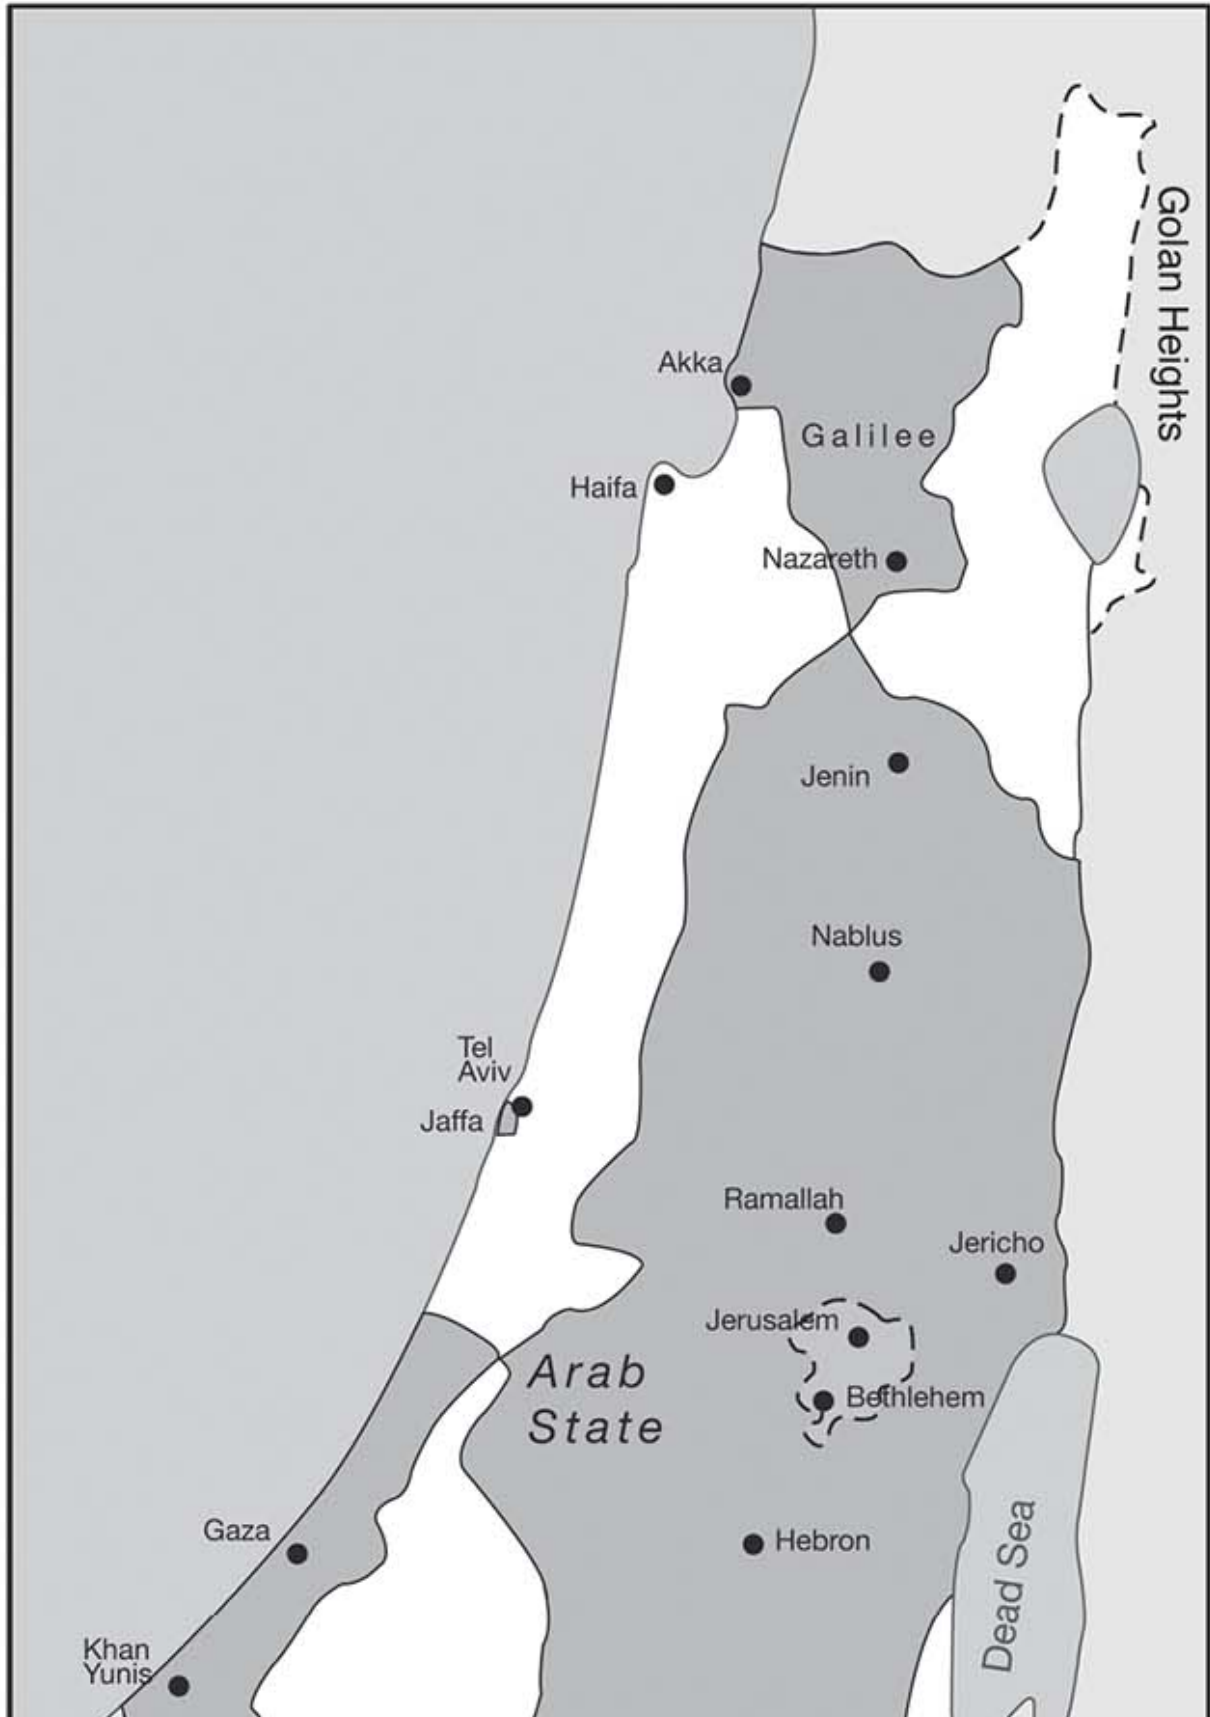 Golan Heights
Akka
Galilee
Haifa
Nazareth
Jenin
Nablus
Tel
Aviv
Jaffa
Ramallah
Jericho
Jerusalem
Arab
State
Bethlehem
Gaza
Hebron
Dead Sea
Khan
Yunis